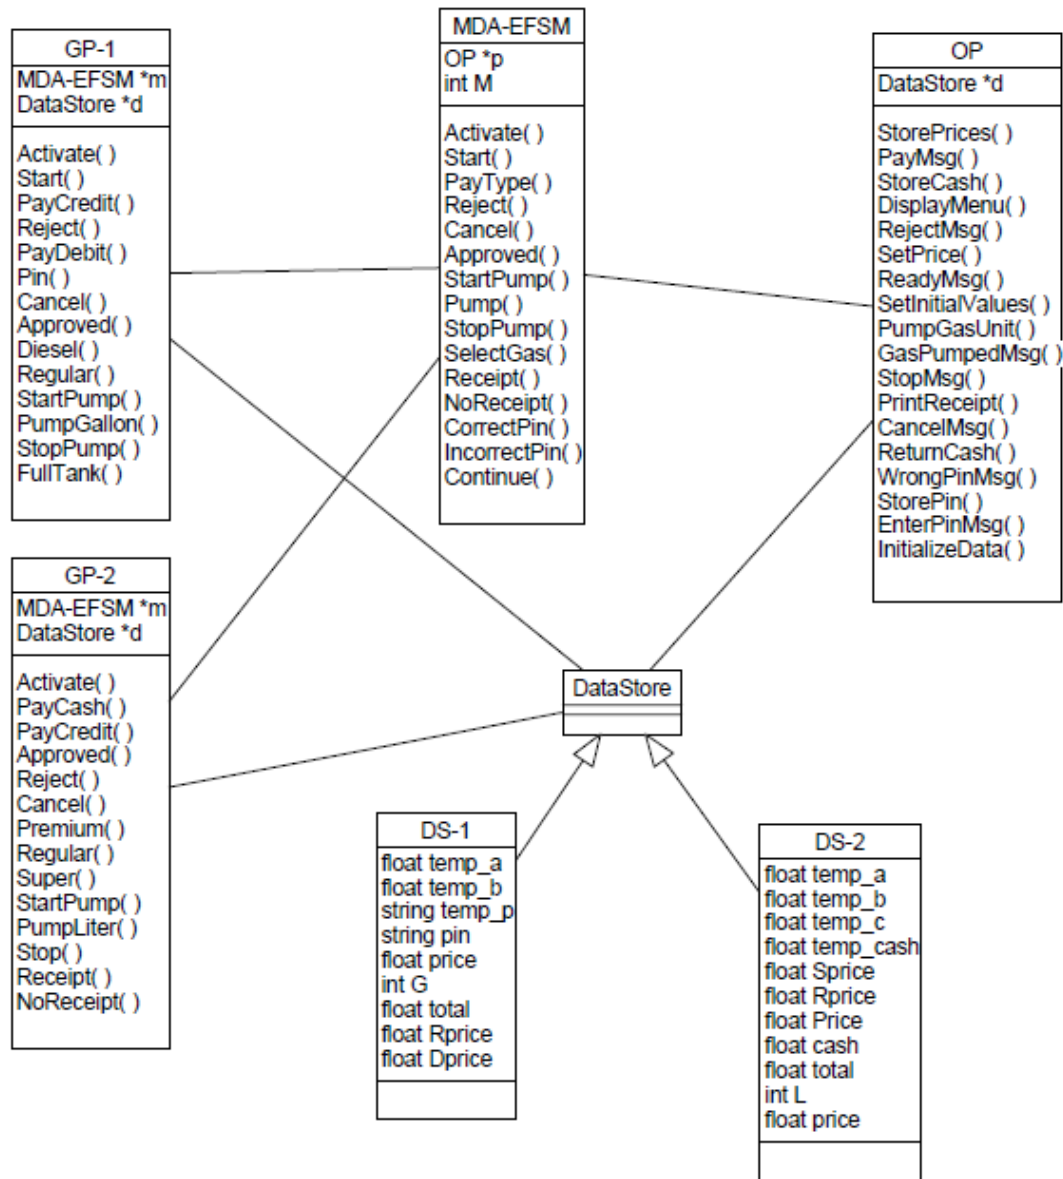 GP-1
MDA-EFSM *m
DataStore *d
Activate( )
Start( )
PayCredit( )
Reject( )
PayDebit( )
Pin( )
Cancel( )
Approved( )
Diesel( )
Regular( )
StartPump( )
PumpGallon( )
StopPump( )
FullTank( )
MDA-EFSM
OP *p
int M
Activate( )
Start( )
PayType( )
Reject( )
Cancel( )
Approved( )
StartPump( )
Pump( )
StopPump( )
SelectGas( )
Receipt( )
NoReceipt( )
CorrectPin( )
IncorrectPin( )
Continue( )
OP
DataStore *d
StorePrices( )
PayMsg( )
StoreCash( )
DisplayMenu( )
RejectMsg( )
SetPrice( )
ReadyMsg( )
SetInitialValues( )
PumpGasUnit( )
GasPumpedMsg( )
StopMsg( )
PrintReceipt( )
CancelMsg( )
ReturnCash( )
WrongPinMsg( )
StorePin( )
EnterPinMsg( )
InitializeData( )
GP-2
MDA-EFSM *m
DataStore *d
Activate( )
PayCash( )
PayCredit( )
Approved( )
Reject( )
Cancel( )
Premium( )
Regular( )
Super( )
StartPump( )
PumpLiter( )
Stop( )
Receipt( )
NoReceipt( )
DataStore
DS-1
float temp_a
float temp_b
string temp_p
string pin
float price
int G
float total
float Rprice
float Dprice
DS-2
float temp_a
float temp_b
float temp_c
float temp_cash
float Sprice
float Rprice
float Price
float cash
float total
int L
float price